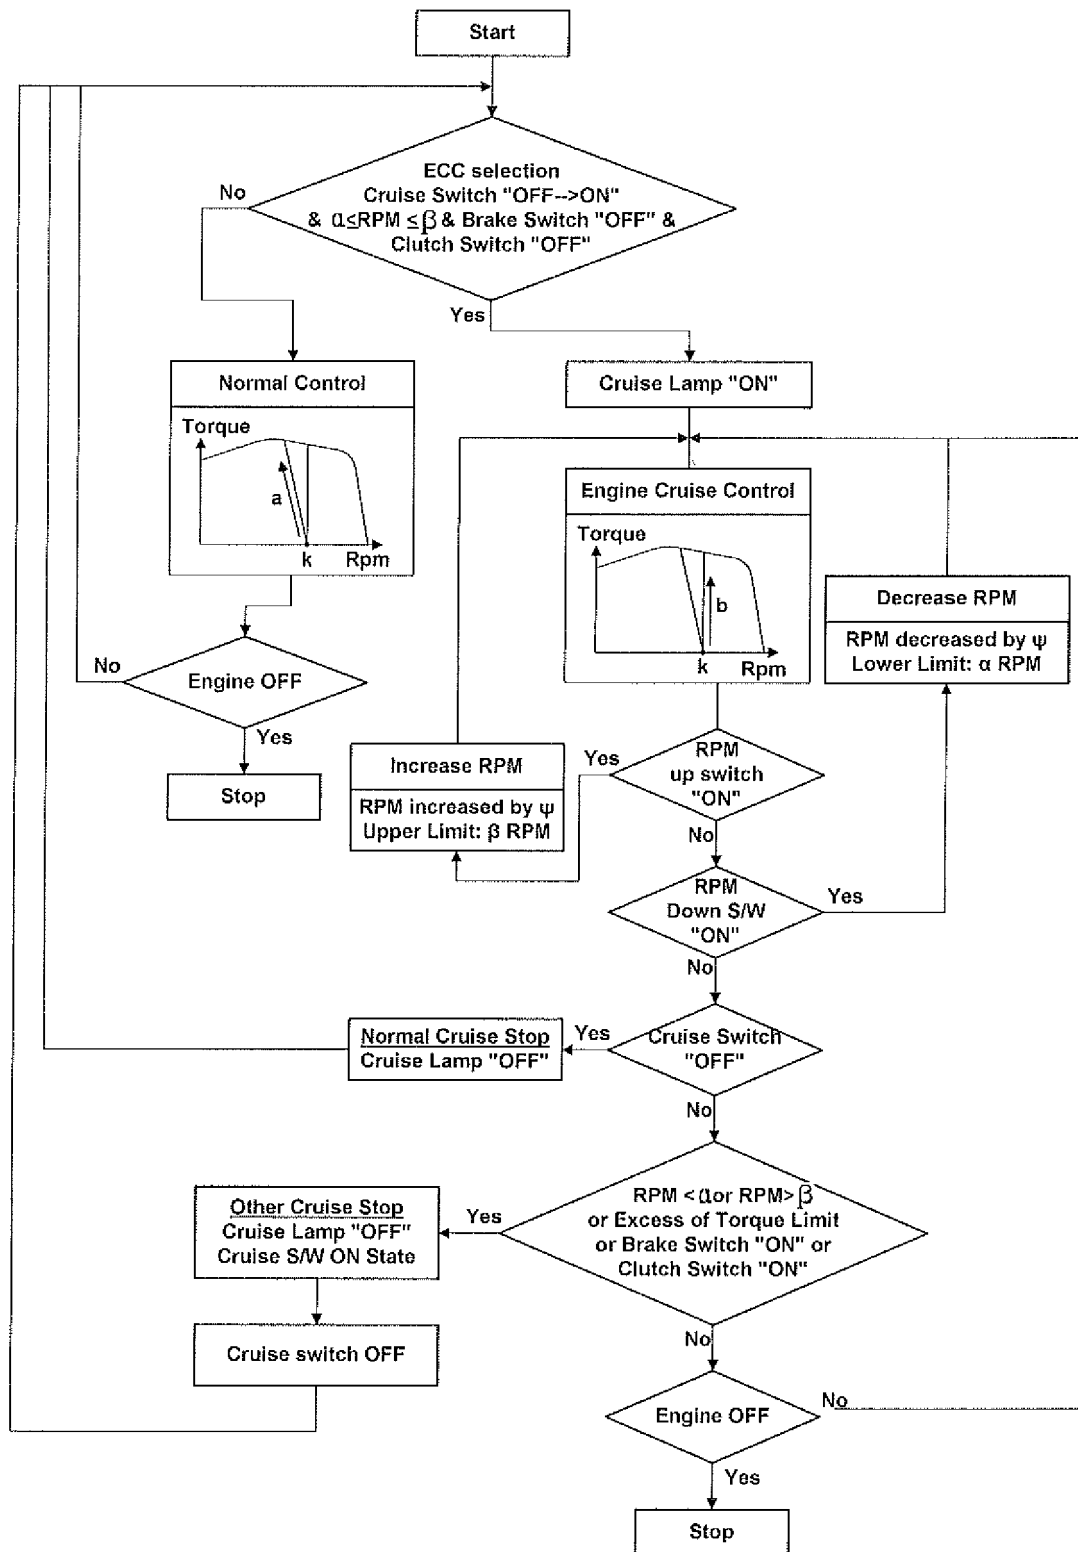 Start
ECC selection
Cruise Switch "OFF-->ON"
& α≤RPM ≤β & Brake Switch "OFF" &
Clutch Switch "OFF"
No
Yes
Normal Control
Torque
a
k
Rpm
Cruise Lamp "ON"
Engine Cruise Control
Torque
b
k
Rpm
Decrease RPM
RPM decreased by ψ
Lower Limit: α RPM
No
Engine OFF
Yes
Stop
Increase RPM
RPM increased by ψ
Upper Limit: β RPM
Yes
RPM
up switch
"ON"
No
RPM
Down S/W
"ON"
Yes
No
Normal Cruise Stop
Cruise Lamp "OFF"
Yes
Cruise Switch
"OFF"
No
Other Cruise Stop
Cruise Lamp "OFF"
Cruise S/W ON State
Yes
RPM <α or RPM> β
or Excess of Torque Limit
or Brake Switch "ON" or
Clutch Switch "ON"
No
Cruise switch OFF
Engine OFF
No
Yes
Stop